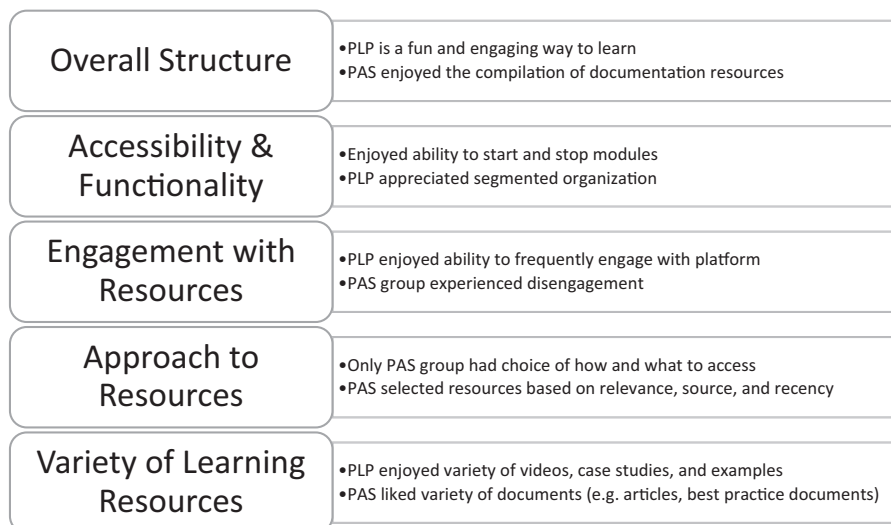 Overall Structure
•PLP is a fun and engaging way to learn
•PAS enjoyed the compilation of documentation resources
Accessibility &
Functionality
•Enjoyed ability to start and stop modules
•PLP appreciated segmented organization
Engagement with
Resources
•PLP enjoyed ability to frequently engage with platform
•PAS group experienced disengagement
Approach to
Resources
•Only PAS group had choice of how and what to access
•PAS selected resources based on relevance, source, and recency
Variety of Learning
Resources
•PLP enjoyed variety of videos, case studies, and examples
•PAS liked variety of documents (e.g. articles, best practice documents)